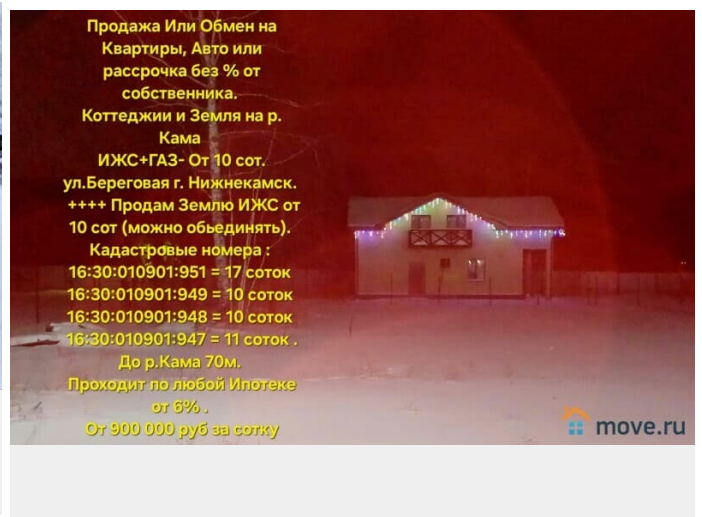 Продажа Или Обмен на
Квартиры, Авто или
рассрочка без % от
собственника.
Коттеджии и Земля на р.
Кама
ИЖС+ГАЗ- От 10 сот.
ул.Береговая г. Нижнекамск.
++++ Продам Землю ИЖС от
10 сот (можно обьединять).
Кадастровые номера :
16:30:010901:951 = 17 соток
16:30:010901:949 = 10 соток
16:30:010901:948 = 10 соток
16:30:010901:947 = 11 соток .
До р.Кама 70м.
Проходит по любой Ипотеке
от 6% .
От 900 000 руб за сотку
move.ru